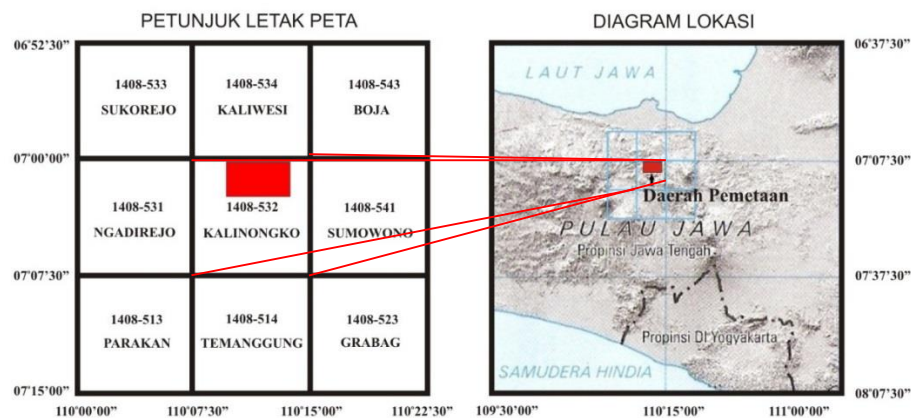 PETUNJUK LETAK PETA
06°52'30”
1408-533
SUKOREJO
1408-534
KALIWESI
1408-543
BOJA
07°00'00”
1408-531
NGADIREJO
1408-532
KALINONGKO
1408-541
SUMOWONO
07°07'30”
1408-513
PARAKAN
1408-514
TEMANGGUNG
1408-523
GRABAG
07°15'00”
110°00'00”
110°07'30”
110°15'00”
110°22'30”
DIAGRAM LOKASI
06°37'30”
LAUT JAWA
07°07'30”
Daerah Pemetaan
PULAU JAWA
Propinsi Jawa Tengah
07°37'30”
Propinsi DI Yogyakarta
SAMUDERA HINDIA
08°07'30”
109°30'00”
110°15'00”
111°00'00”